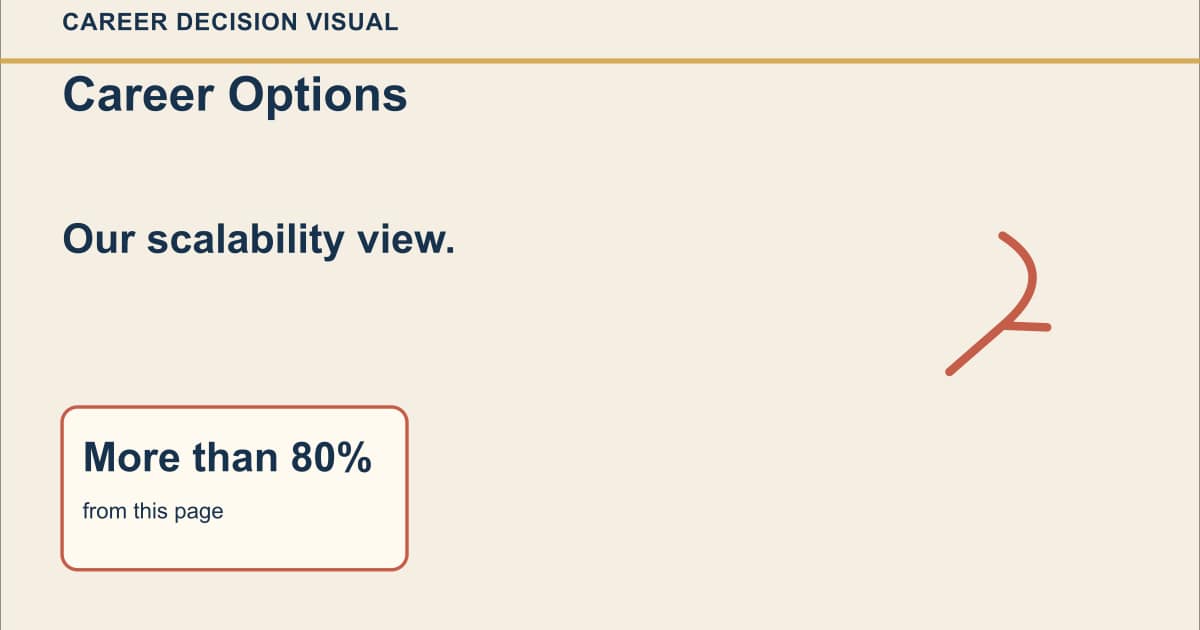 CAREER DECISION VISUAL
Career Options
Our scalability view.
More than 80%
from this page